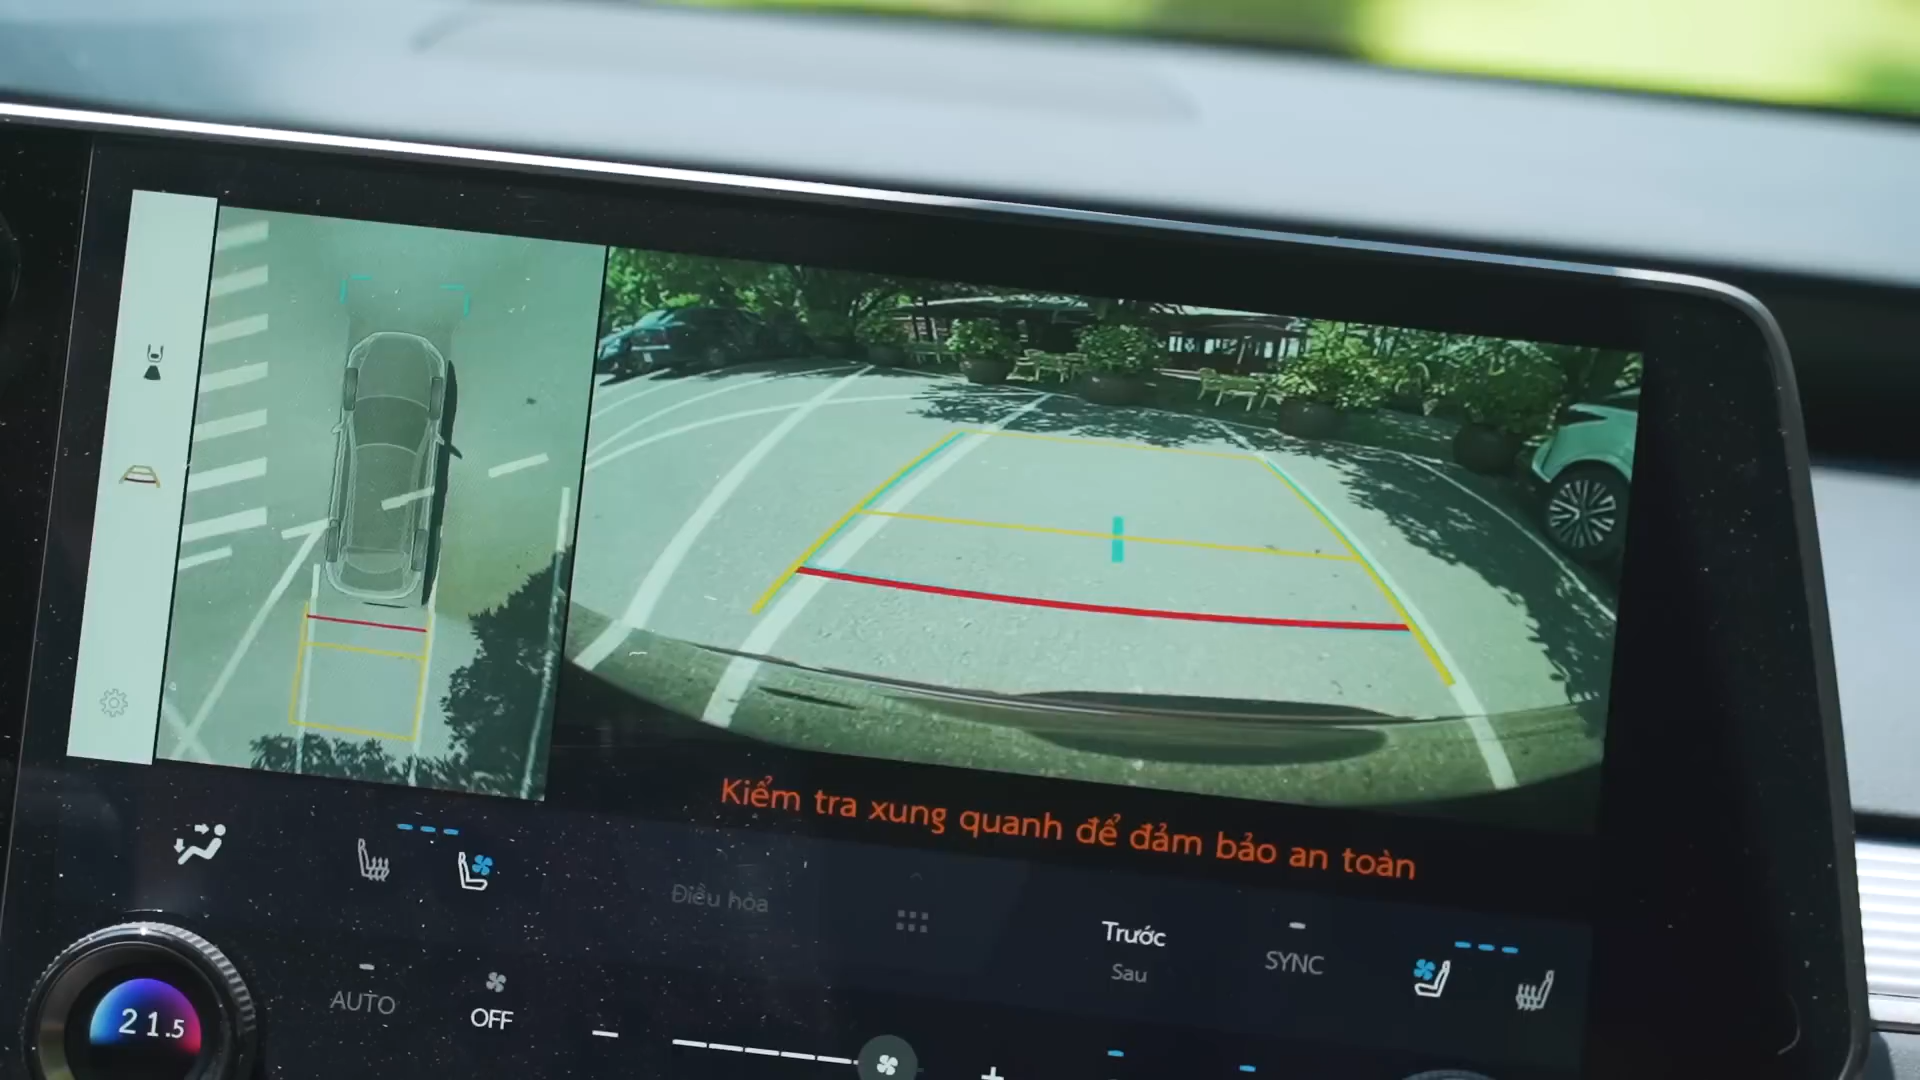 Kiểm tra xung quanh để đảm bảo an toàn
Điều hòa
Trước
Sau
SYNC
AUTO
OFF
21.5